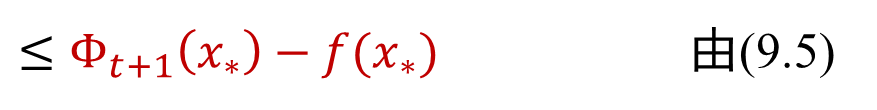 ≤ Φ_{t+1}(x_*) − f(x_*) 由(9.5)